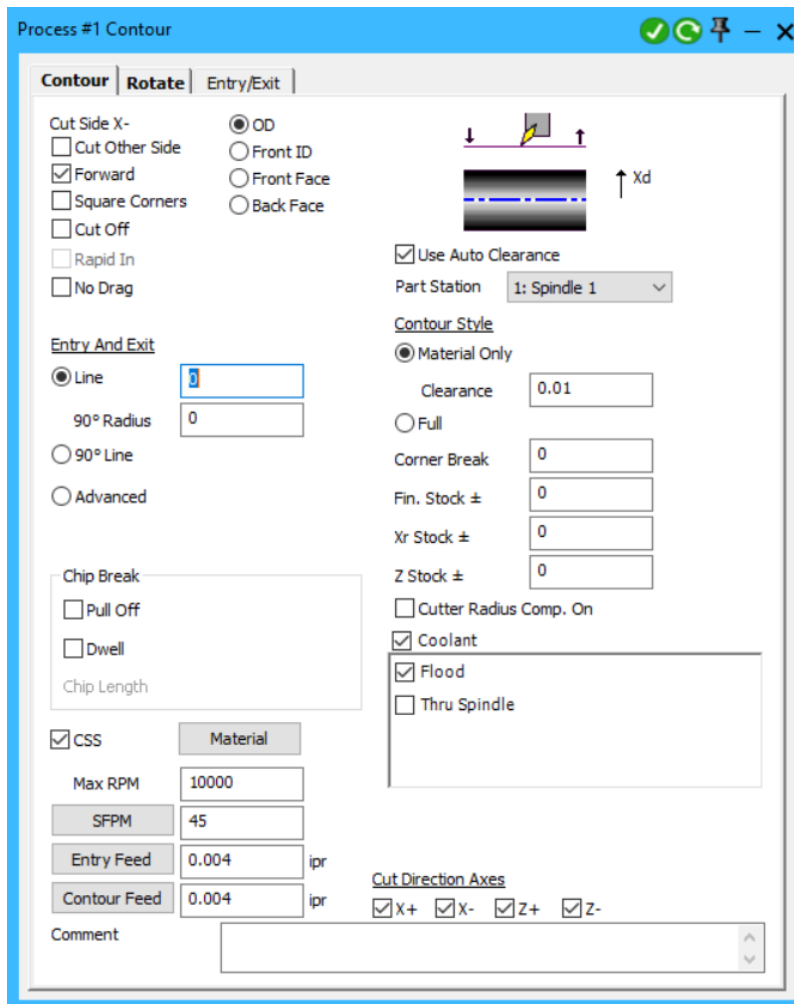 Process #1 Contour
Contour Rotate Entry/Exit
Cut Side X-
Cut Other Side
Forward
Square Corners
Cut Off
Rapid In
No Drag
OD
Front ID
Front Face
Back Face
Xd
Use Auto Clearance
Part Station 1: Spindle 1
Entry And Exit
Line 0
90° Radius 0
90° Line
Advanced
Contour Style
Material Only
Clearance 0.01
Full
Corner Break 0
Fin. Stock ± 0
Xr Stock ± 0
Z Stock ± 0
Cutter Radius Comp. On
Coolant
Flood
Thru Spindle
Chip Break
Pull Off
Dwell
Chip Length
CSS Material
Max RPM 10000
SFPM 45
Entry Feed 0.004 ipr
Contour Feed 0.004 ipr
Cut Direction Axes
X+ X- Z+ Z-
Comment